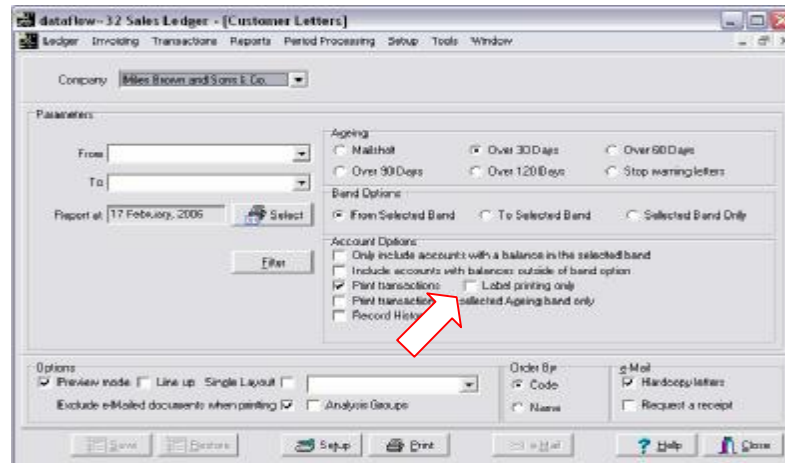 dataflow-32 Sales Ledger - [Customer Letters]
Ledger Invoicing Transactions Reports Period Processing Setup Tools Window
Company Miles Brown and Sons & Co.
Parameters
From
To
Report at 17 February, 2006 Select
Filter
Ageing
Mailshot Over 30 Days Over 60 Days
Over 90 Days Over 120 Days Stop warning letters
Band Options
From Selected Band To Selected Band Selected Band Only
Account Options
Only include accounts with a balance in the selected band
Include accounts with balances outside of band option
Print transactions Label printing only
Print transactions selected Ageing band only
Record
Options
Preview mode Line up Single Layout
Exclude e-Mailed documents when printing Analysis Groups
Order By
Code
Name
e-Mail
Hardcopy letters
Request a receipt
Save Restore Setup Print e-Mail Help Close